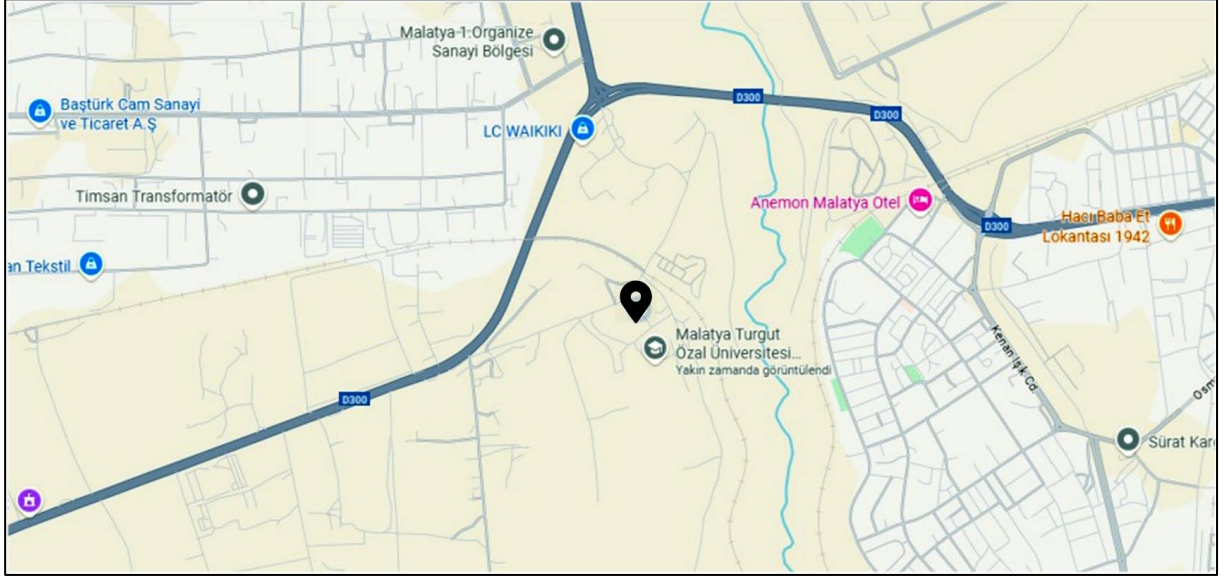 Malatya 1.Organize
Sanayi Bölgesi
D300
Baştürk Cam Sanayi
ve Ticaret A.Ş
D300
LC WAIKIKI
Timsan Transformatör
Anemon Malatya Otel
Hacı Baba Et
Lokantası 1942
D300
an Tekstil
Malatya Turgut
Özal Üniversitesi...
Yakın zamanda görüntülendi
Kenan Işık Cd.
Osm
D300
Sürat Karg